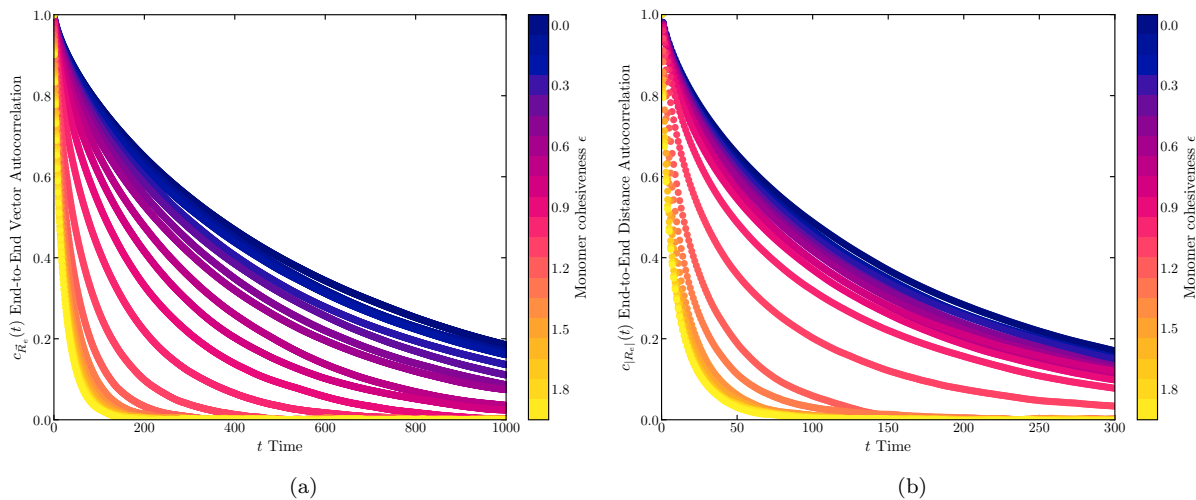 1.0
0.8
0.6
0.4
0.2
0.0
0 200 400 600 800 1000
t Time
c_{\vec{R}_e}(t) End-to-End Vector Autocorrelation
0.0
0.3
0.6
0.9
1.2
1.5
1.8
Monomer cohesiveness ϵ
(a)
1.0
0.8
0.6
0.4
0.2
0.0
0 50 100 150 200 250 300
t Time
c_{|R_e|}(t) End-to-End Distance Autocorrelation
0.0
0.3
0.6
0.9
1.2
1.5
1.8
Monomer cohesiveness ϵ
(b)